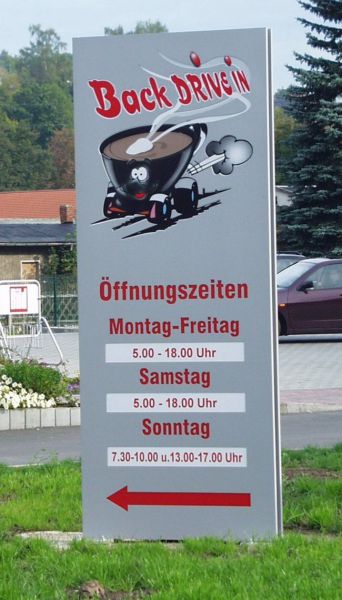 Back DRIVE IN
Öffnungszeiten
Montag-Freitag
5.00 - 18.00 Uhr
Samstag
5.00 - 18.00 Uhr
Sonntag
7.30-10.00 u.13.00-17.00 Uhr